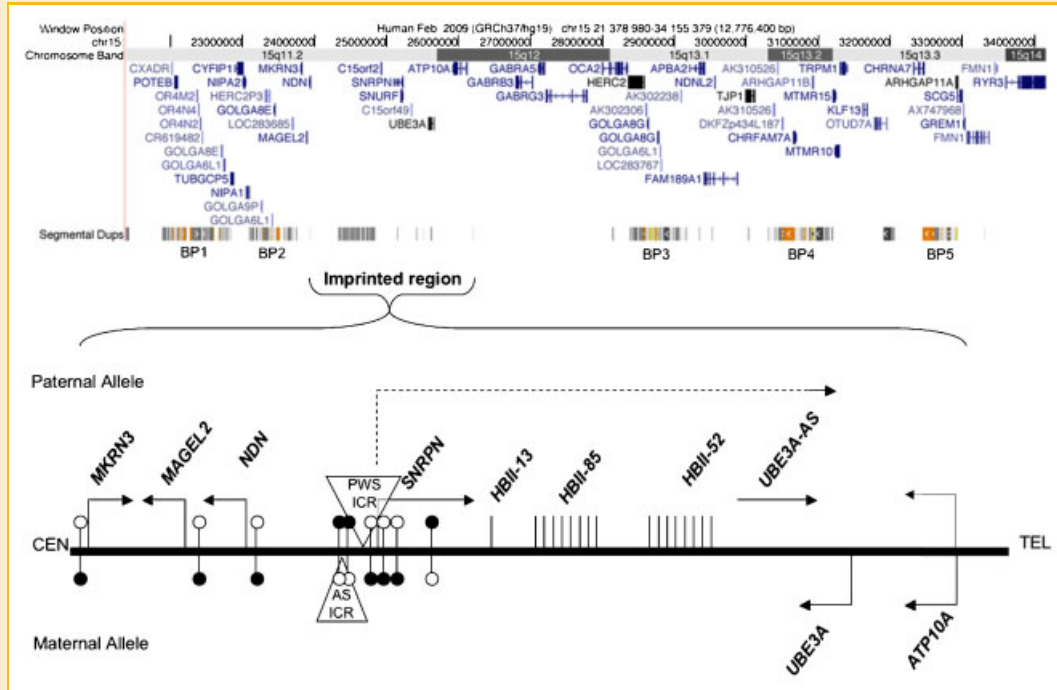 Window Position Human Feb. 2009 (GRCh37/hg19) chr15:21 378 980-34 155 379 (12,776,400 bp)
chr15: 23000000 24000000 25000000 26000000 27000000 28000000 29000000 30000000 31000000 32000000 33000000 34000000
Chromosome Band 15q11.2 15q12 15q13.1 15q13.2 15q13.3 15q14
CXADR CYFIP1 MKRN3 C15orf2 ATP10A GABRA5 OCA2 APBA2 AK310526 TRPM1 CHRNA7 FMN1
POTEB NIPA2 NDN SNRPN GABRB3 HERC2 NDNL2 ARHGAP11B ARHGAP11A RYR3
OR4M2 HERC2P3 SNURF GABRG3 AK302238 TJP1 MTMR15 SCG5
OR4N4 GOLGA8E C15orf49 AK302306 AK310526 KLF13 AX747968
OR4N2 LOC283685 UBE3A GOLGA8G DKFZp434L187 OTUD7A GREM1
CR619482 MAGEL2 GOLGA8G CHRFAM7A FMN1
GOLGA8E GOLGA6L1 MTMR10
GOLGA6L1 LOC283767
TUBGCP5 FAM189A1
NIPA1
GOLGA9P
GOLGA6L1
Segmental Dups
BP1 BP2 BP3 BP4 BP5
Imprinted region
Paternal Allele
MKRN3 MAGEL2 NDN SNRPN HBII-13 HBII-85 HBII-52 UBE3A-AS
PWS
ICR
CEN TEL
AS
ICR
Maternal Allele
UBE3A ATP10A